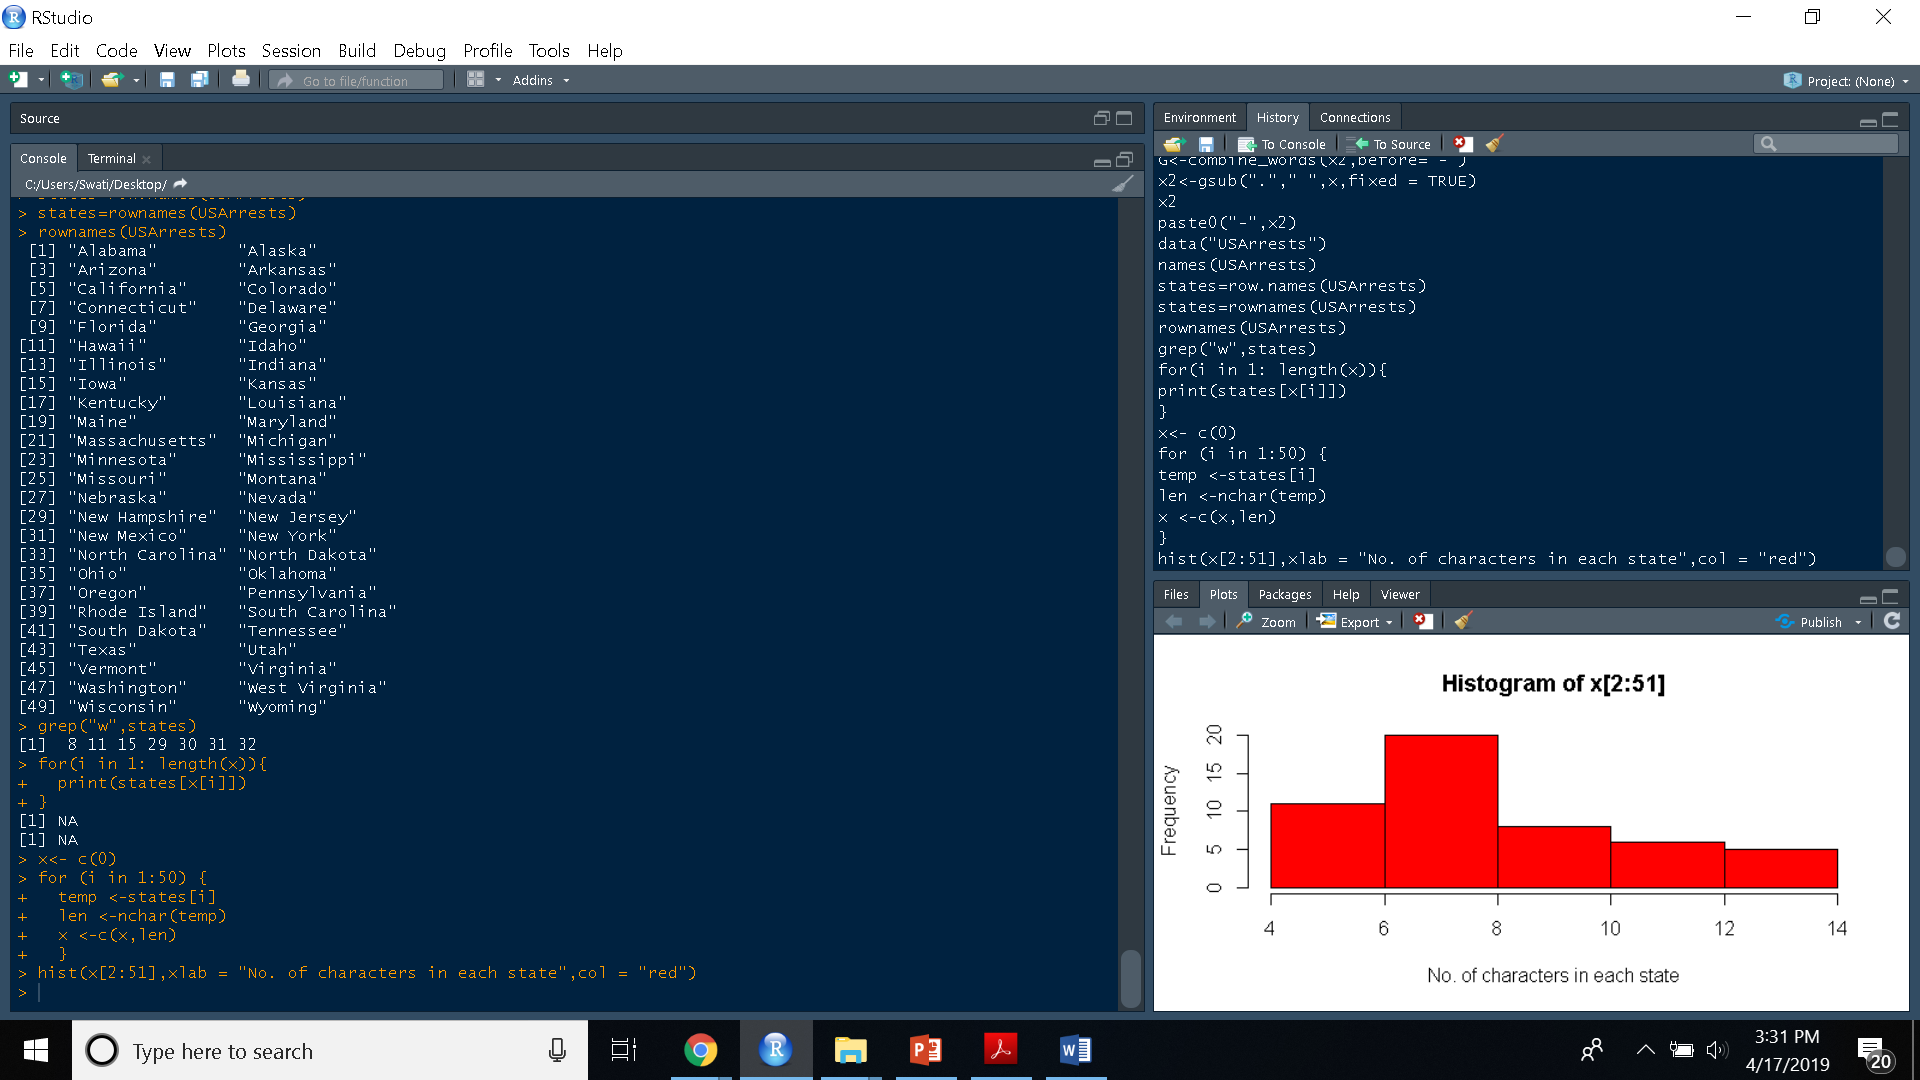 RStudio
File Edit Code View Plots Session Build Debug Profile Tools Help
Go to file/function Addins Project: (None)
Source
Console Terminal
C:/Users/Swati/Desktop/
> states=rownames(USArrests)
> rownames(USArrests)
[1] "Alabama" "Alaska"
[3] "Arizona" "Arkansas"
[5] "California" "Colorado"
[7] "Connecticut" "Delaware"
[9] "Florida" "Georgia"
[11] "Hawaii" "Idaho"
[13] "Illinois" "Indiana"
[15] "Iowa" "Kansas"
[17] "Kentucky" "Louisiana"
[19] "Maine" "Maryland"
[21] "Massachusetts" "Michigan"
[23] "Minnesota" "Mississippi"
[25] "Missouri" "Montana"
[27] "Nebraska" "Nevada"
[29] "New Hampshire" "New Jersey"
[31] "New Mexico" "New York"
[33] "North Carolina" "North Dakota"
[35] "Ohio" "Oklahoma"
[37] "Oregon" "Pennsylvania"
[39] "Rhode Island" "South Carolina"
[41] "South Dakota" "Tennessee"
[43] "Texas" "Utah"
[45] "Vermont" "Virginia"
[47] "Washington" "West Virginia"
[49] "Wisconsin" "Wyoming"
> grep("w",states)
[1] 8 11 15 29 30 31 32
> for(i in 1: length(x)){
+ print(states[x[i]])
+ }
[1] NA
[1] NA
> x<- c(0)
> for (i in 1:50) {
+ temp <-states[i]
+ len <-nchar(temp)
+ x <-c(x,len)
+ }
> hist(x[2:51],xlab = "No. of characters in each state",col = "red")
>
Environment History Connections
To Console To Source
G<-combine_words(x2,before="-")
x2<-gsub("."," ",x,fixed = TRUE)
x2
paste0("-",x2)
data("USArrests")
names(USArrests)
states=row.names(USArrests)
states=rownames(USArrests)
rownames(USArrests)
grep("w",states)
for(i in 1: length(x)){
print(states[x[i]])
}
x<- c(0)
for (i in 1:50) {
temp <-states[i]
len <-nchar(temp)
x <-c(x,len)
}
hist(x[2:51],xlab = "No. of characters in each state",col = "red")
Files Plots Packages Help Viewer
Zoom Export Publish
Histogram of x[2:51]
Frequency
20
15
10
5
0
4 6 8 10 12 14
No. of characters in each state
Type here to search
3:31 PM
4/17/2019
20